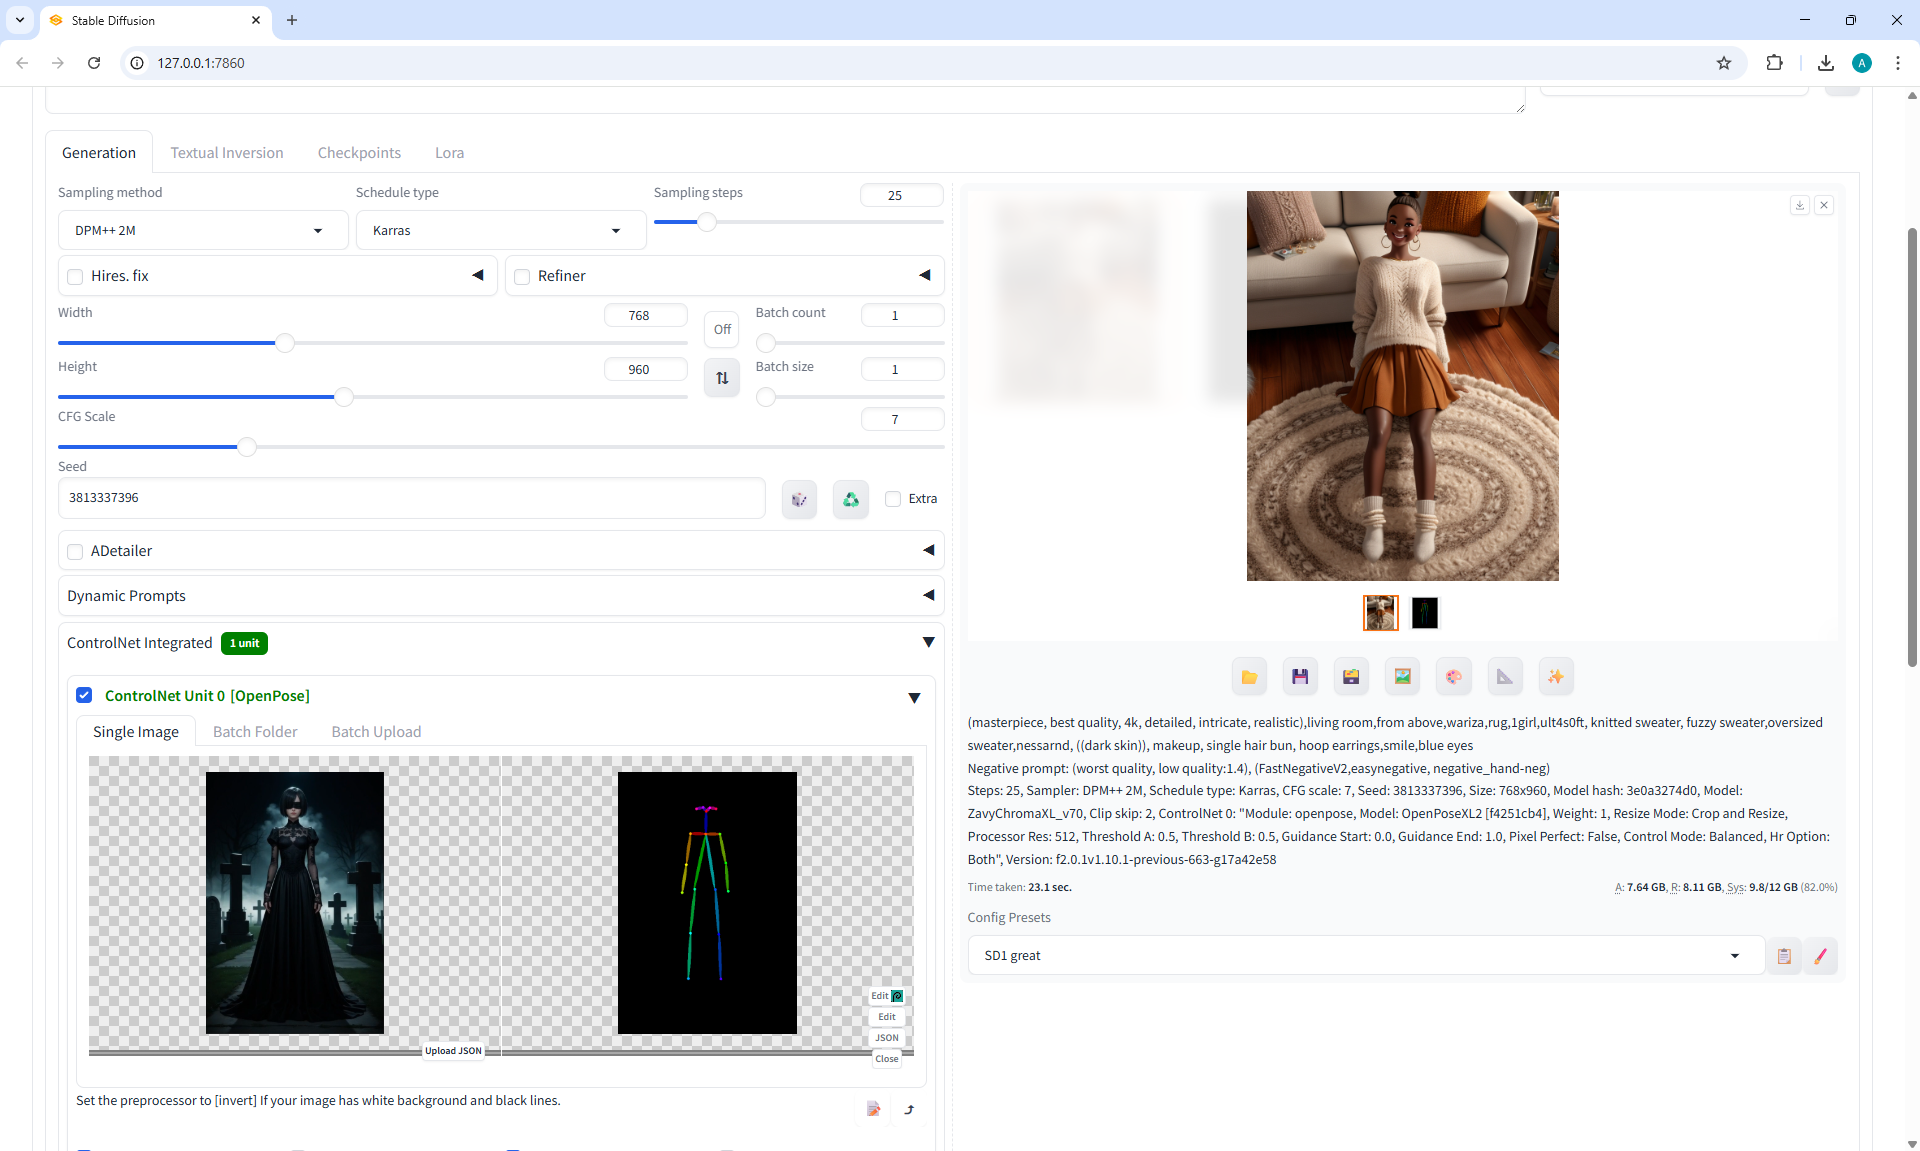 Stable Diffusion
127.0.0.1:7860
A
Generation
Textual Inversion
Checkpoints
Lora
Sampling method
Schedule type
Sampling steps
25
DPM++ 2M
Karras
Hires. fix
Refiner
Width
768
Off
Batch count
1
Height
960
Batch size
1
CFG Scale
7
Seed
3813337396
Extra
ADetailer
Dynamic Prompts
ControlNet Integrated
1 unit
ControlNet Unit 0 [OpenPose]
Single Image
Batch Folder
Batch Upload
Edit
Edit
JSON
Close
Upload JSON
Set the preprocessor to [invert] If your image has white background and black lines.
(masterpiece, best quality, 4k, detailed, intricate, realistic),living room,from above,wariza,rug,1girl,ult4s0ft, knitted sweater, fuzzy sweater,oversized
sweater,nessarnd, ((dark skin)), makeup, single hair bun, hoop earrings,smile,blue eyes
Negative prompt: (worst quality, low quality:1.4), (FastNegativeV2,easynegative, negative_hand-neg)
Steps: 25, Sampler: DPM++ 2M, Schedule type: Karras, CFG scale: 7, Seed: 3813337396, Size: 768x960, Model hash: 3e0a3274d0, Model:
ZavyChromaXL_v70, Clip skip: 2, ControlNet 0: "Module: openpose, Model: OpenPoseXL2 [f4251cb4], Weight: 1, Resize Mode: Crop and Resize,
Processor Res: 512, Threshold A: 0.5, Threshold B: 0.5, Guidance Start: 0.0, Guidance End: 1.0, Pixel Perfect: False, Control Mode: Balanced, Hr Option:
Both", Version: f2.0.1v1.10.1-previous-663-g17a42e58
Time taken: 23.1 sec.
A: 7.64 GB, R: 8.11 GB, Sys: 9.8/12 GB (82.0%)
Config Presets
SD1 great